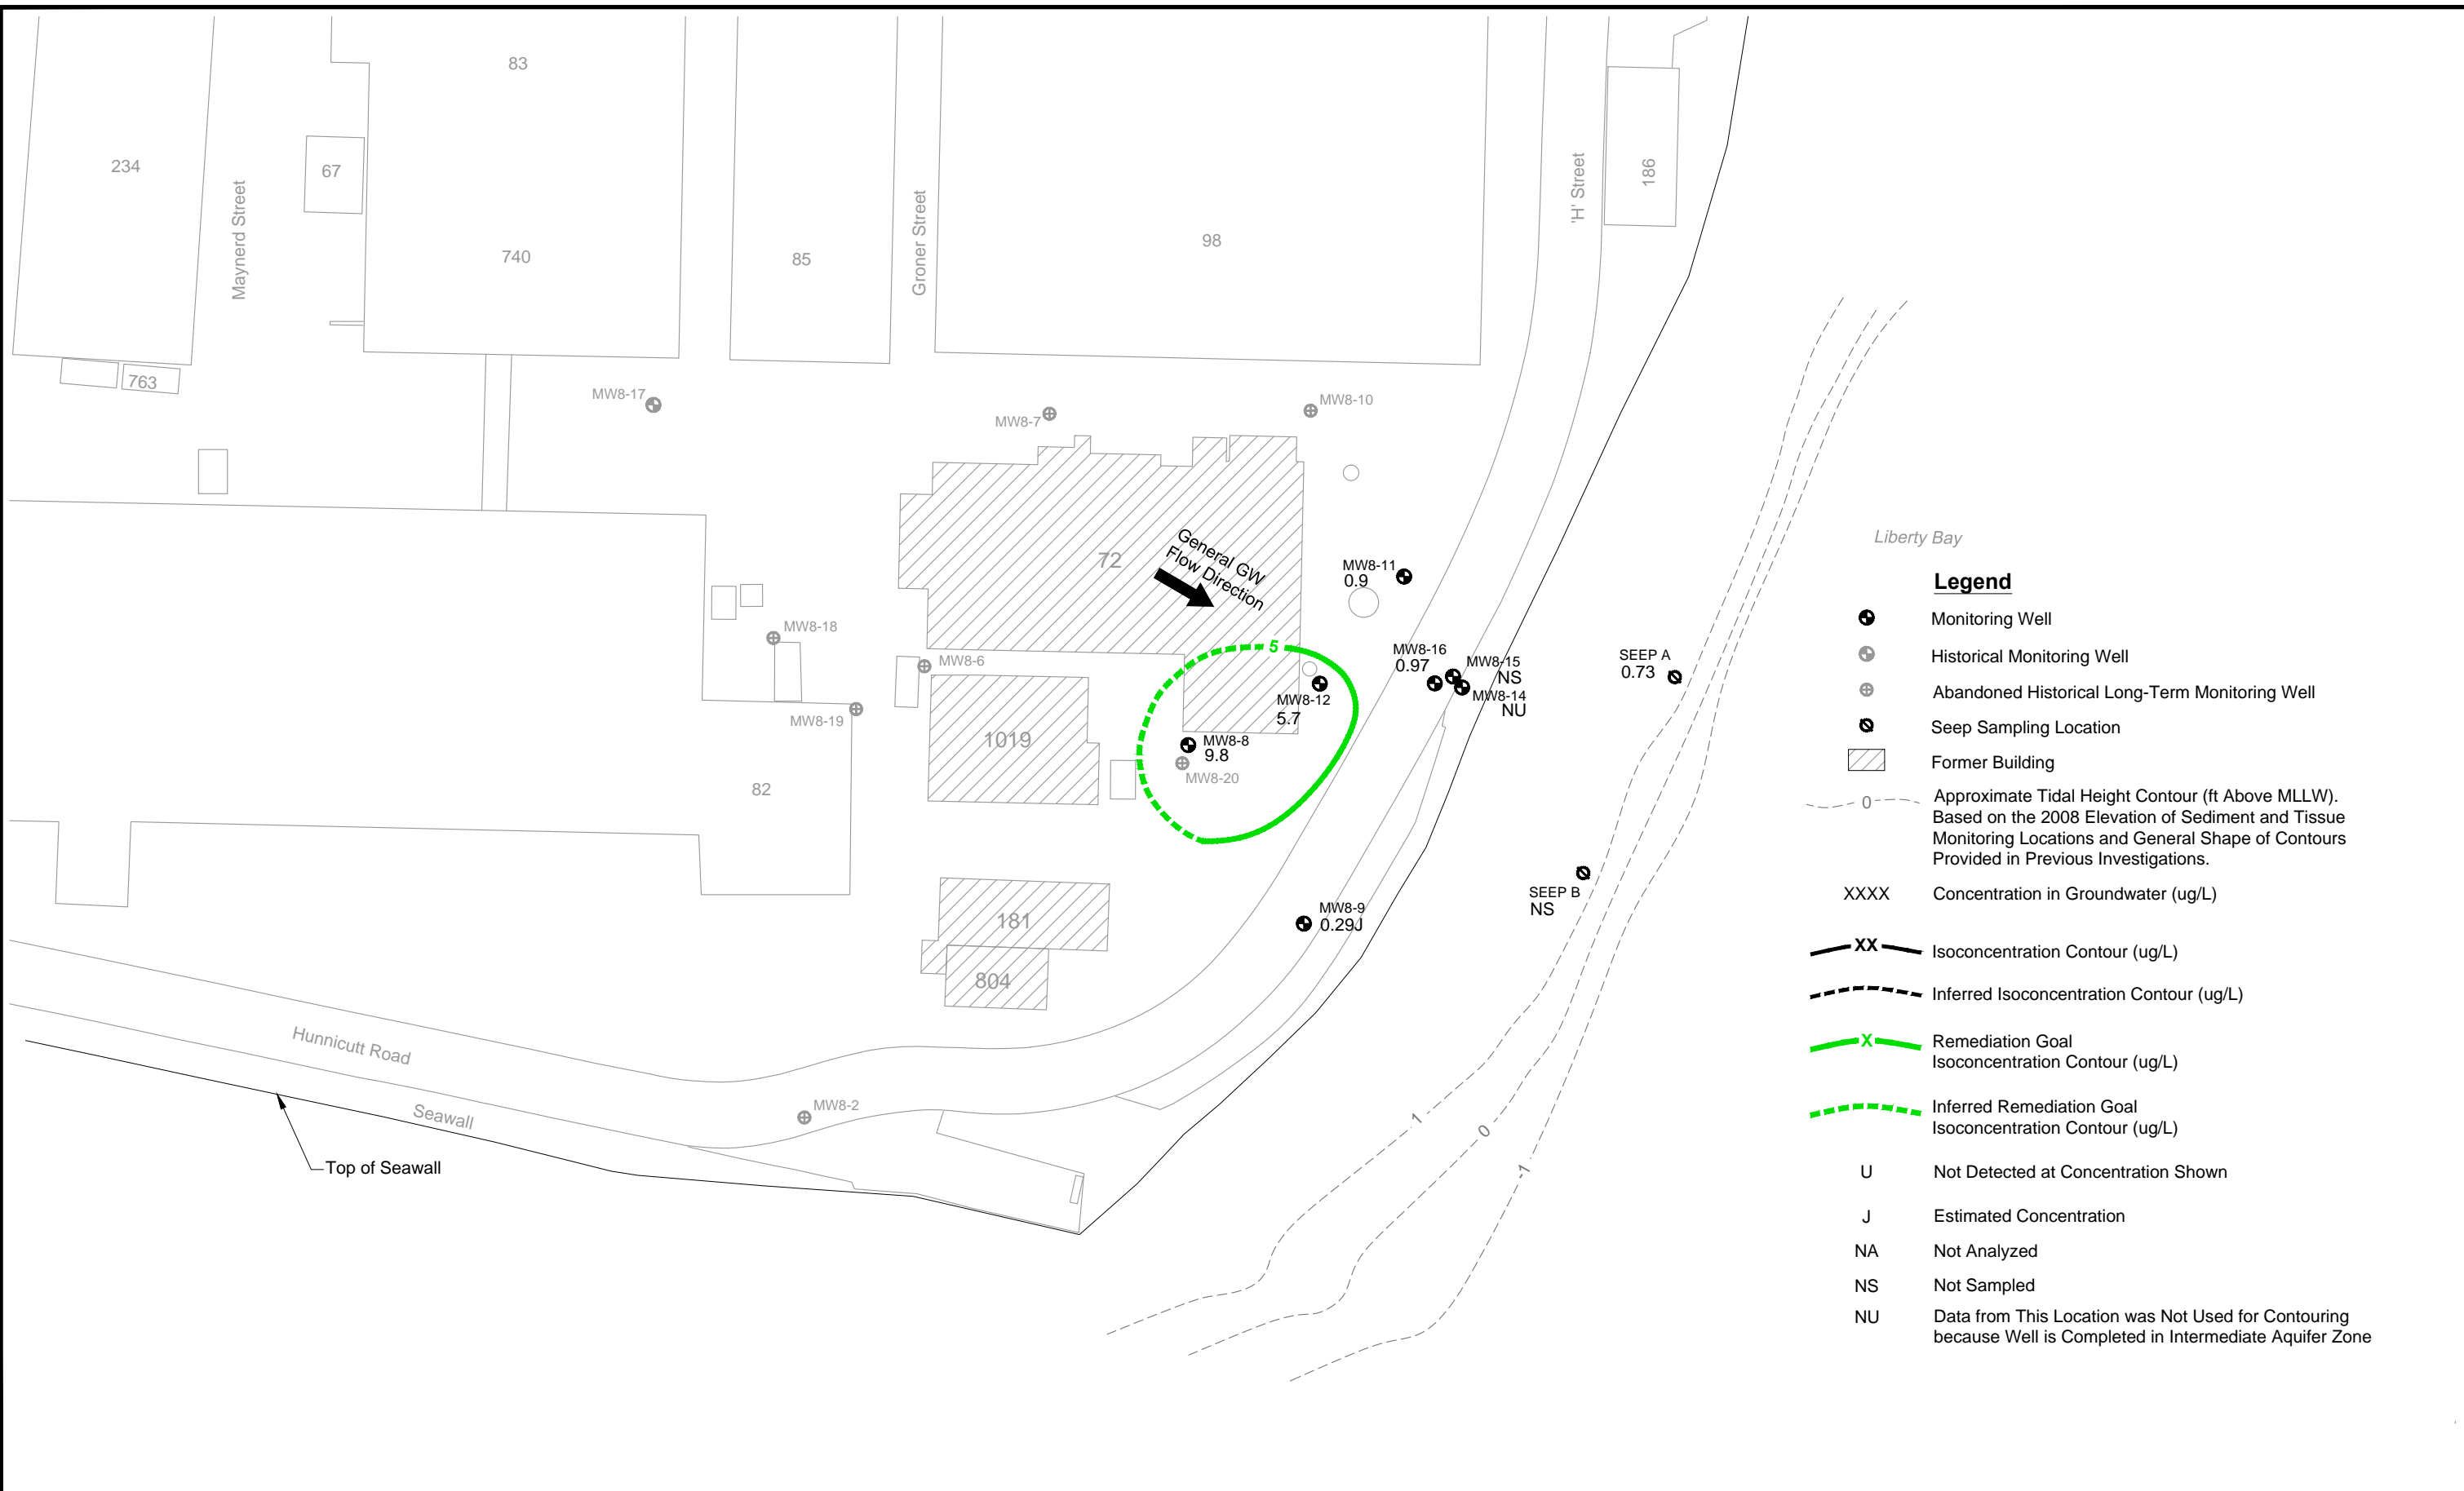 83
234
67
Maynerd Street
740
85
Groner Street
98
'H' Street
186
763
MW8-17
MW8-7
MW8-10
72
General GW
Flow Direction
MW8-11
0.9
MW8-18
MW8-6
5
MW8-16
0.97
MW8-15
NS
MW8-14
NU
SEEP A
0.73
MW8-12
5.7
MW8-19
1019
MW8-8
9.8
MW8-20
82
SEEP B
NS
MW8-9
0.29J
181
804
Hunnicutt Road
Seawall
MW8-2
Top of Seawall
1
0
-1
Liberty Bay
Legend
Monitoring Well
Historical Monitoring Well
Abandoned Historical Long-Term Monitoring Well
Seep Sampling Location
Former Building
0 Approximate Tidal Height Contour (ft Above MLLW).
Based on the 2008 Elevation of Sediment and Tissue
Monitoring Locations and General Shape of Contours
Provided in Previous Investigations.
XXXX Concentration in Groundwater (ug/L)
XX Isoconcentration Contour (ug/L)
Inferred Isoconcentration Contour (ug/L)
X Remediation Goal
Isoconcentration Contour (ug/L)
Inferred Remediation Goal
Isoconcentration Contour (ug/L)
U Not Detected at Concentration Shown
J Estimated Concentration
NA Not Analyzed
NS Not Sampled
NU Data from This Location was Not Used for Contouring
because Well is Completed in Intermediate Aquifer Zone